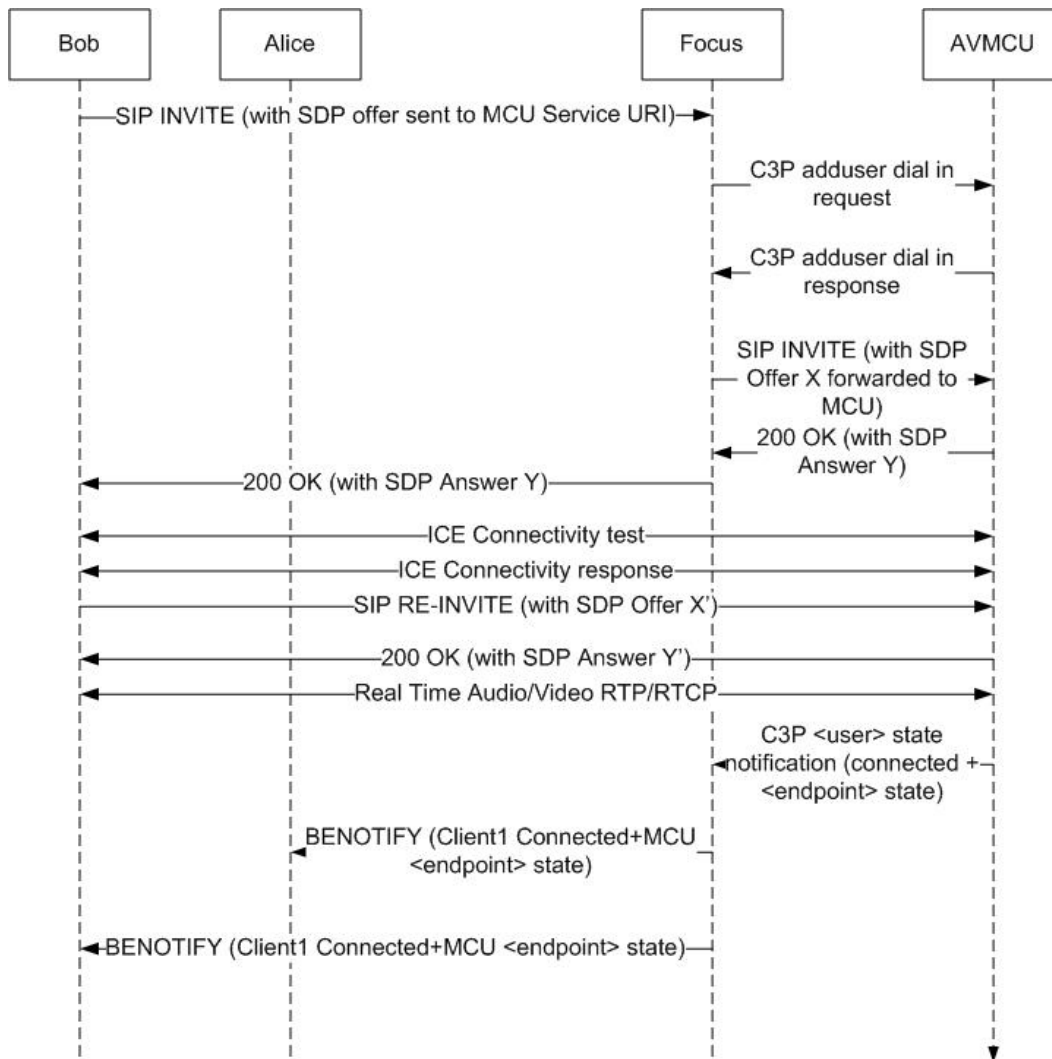 Bob
Alice
Focus
AVMCU
SIP INVITE (with SDP offer sent to MCU Service URI)
C3P adduser dial in
request
C3P adduser dial in
response
SIP INVITE (with SDP
Offer X forwarded to
MCU)
200 OK (with SDP
Answer Y)
200 OK (with SDP Answer Y)
ICE Connectivity test
ICE Connectivity response
SIP RE-INVITE (with SDP Offer X’)
200 OK (with SDP Answer Y’)
Real Time Audio/Video RTP/RTCP
C3P <user> state
notification (connected +
<endpoint> state)
BENOTIFY (Client1 Connected+MCU
<endpoint> state)
BENOTIFY (Client1 Connected+MCU <endpoint> state)